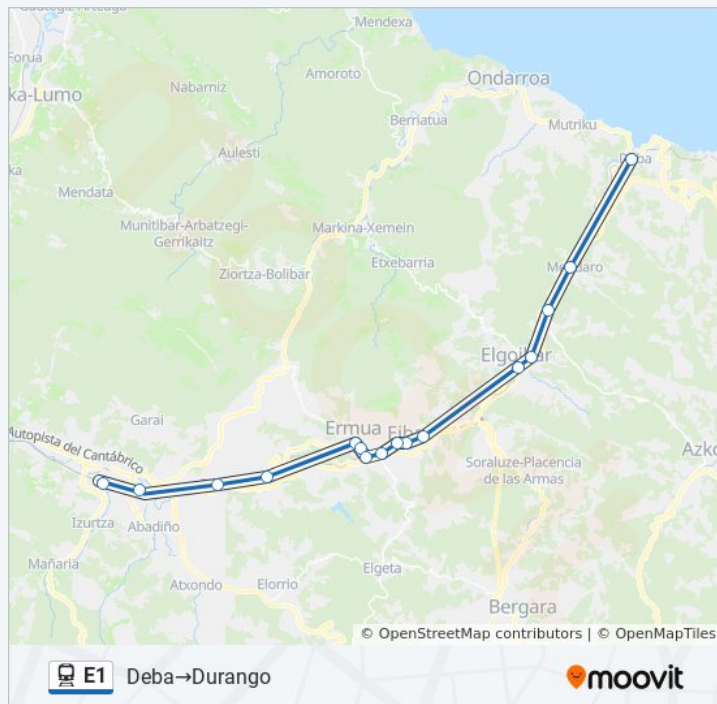 Mendexa
Forua
Amoroto
Ondarroa
Nabarniz
ka-Lumo
Berriatua
Mutriku
Aulesti
Mendata
Munitibar-Arbatzegi-
Gerrikaitz
Markina-Xemein
Etxebarria
Ziortza-Bolibar
Elgoibar
Garai
Ermua
Autopista del Cantábrico
Azko
Soraluze-Placencia
de las Armas
Izurtza
Abadiño
Mañaria
Atxondo
Elorrio
Elgeta
Bergara
© OpenStreetMap contributors | © OpenMapTiles
E1 Deba→Durango
moovit